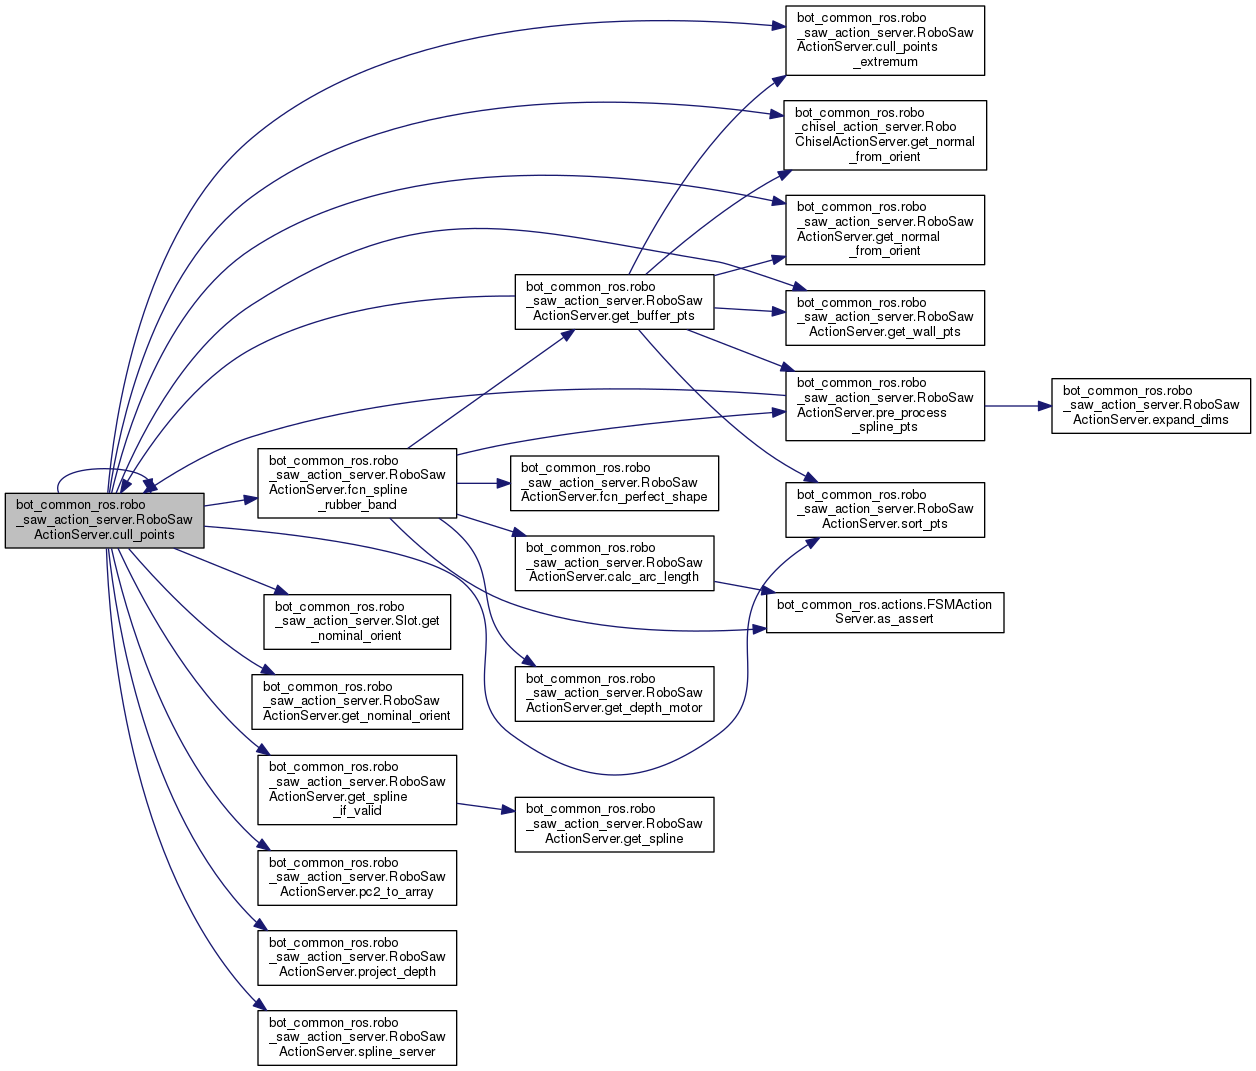 bot_common_ros.robo
_saw_action_server.RoboSaw
ActionServer.cull_points
_extremum
bot_common_ros.robo
_chisel_action_server.Robo
ChiselActionServer.get_normal
_from_orient
bot_common_ros.robo
_saw_action_server.RoboSaw
ActionServer.get_normal
_from_orient
bot_common_ros.robo
_saw_action_server.RoboSaw
ActionServer.get_buffer_pts
bot_common_ros.robo
_saw_action_server.RoboSaw
ActionServer.get_wall_pts
bot_common_ros.robo
_saw_action_server.RoboSaw
ActionServer.pre_process
_spline_pts
bot_common_ros.robo
_saw_action_server.RoboSaw
ActionServer.expand_dims
bot_common_ros.robo
_saw_action_server.RoboSaw
ActionServer.fcn_spline
_rubber_band
bot_common_ros.robo
_saw_action_server.RoboSaw
ActionServer.fcn_perfect_shape
bot_common_ros.robo
_saw_action_server.RoboSaw
ActionServer.sort_pts
bot_common_ros.robo
_saw_action_server.RoboSaw
ActionServer.cull_points
bot_common_ros.robo
_saw_action_server.RoboSaw
ActionServer.calc_arc_length
bot_common_ros.actions.FSMAction
Server.as_assert
bot_common_ros.robo
_saw_action_server.Slot.get
_nominal_orient
bot_common_ros.robo
_saw_action_server.RoboSaw
ActionServer.get_depth_motor
bot_common_ros.robo
_saw_action_server.RoboSaw
ActionServer.get_nominal_orient
bot_common_ros.robo
_saw_action_server.RoboSaw
ActionServer.get_spline
_if_valid
bot_common_ros.robo
_saw_action_server.RoboSaw
ActionServer.get_spline
bot_common_ros.robo
_saw_action_server.RoboSaw
ActionServer.pc2_to_array
bot_common_ros.robo
_saw_action_server.RoboSaw
ActionServer.project_depth
bot_common_ros.robo
_saw_action_server.RoboSaw
ActionServer.spline_server